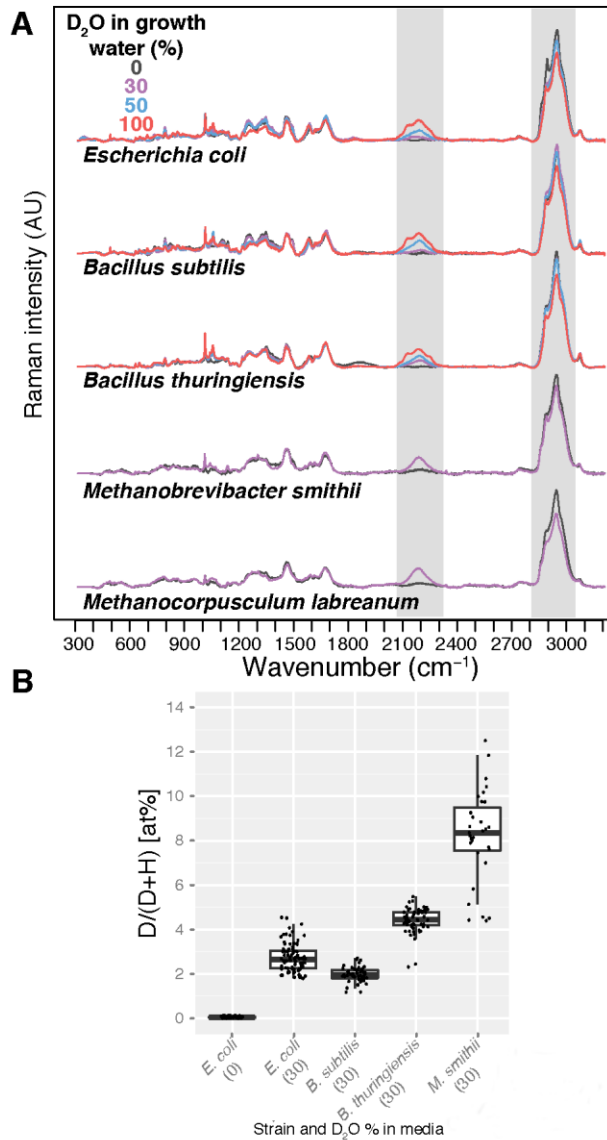 A
D₂O in growth
water (%)
0
30
50
100
Escherichia coli
Bacillus subtilis
Bacillus thuringiensis
Methanobrevibacter smithii
Methanocorpusculum labreanum
Raman intensity (AU)
300 600 900 1200 1500 1800 2100 2400 2700 3000
Wavenumber (cm⁻¹)
B
14
12
10
8
6
4
2
0
D/(D+H) [at%]
E. coli
(0)
E. coli
(30)
B. subtilis
(30)
B. thuringiensis
(30)
M. smithii
(30)
Strain and D₂O % in media